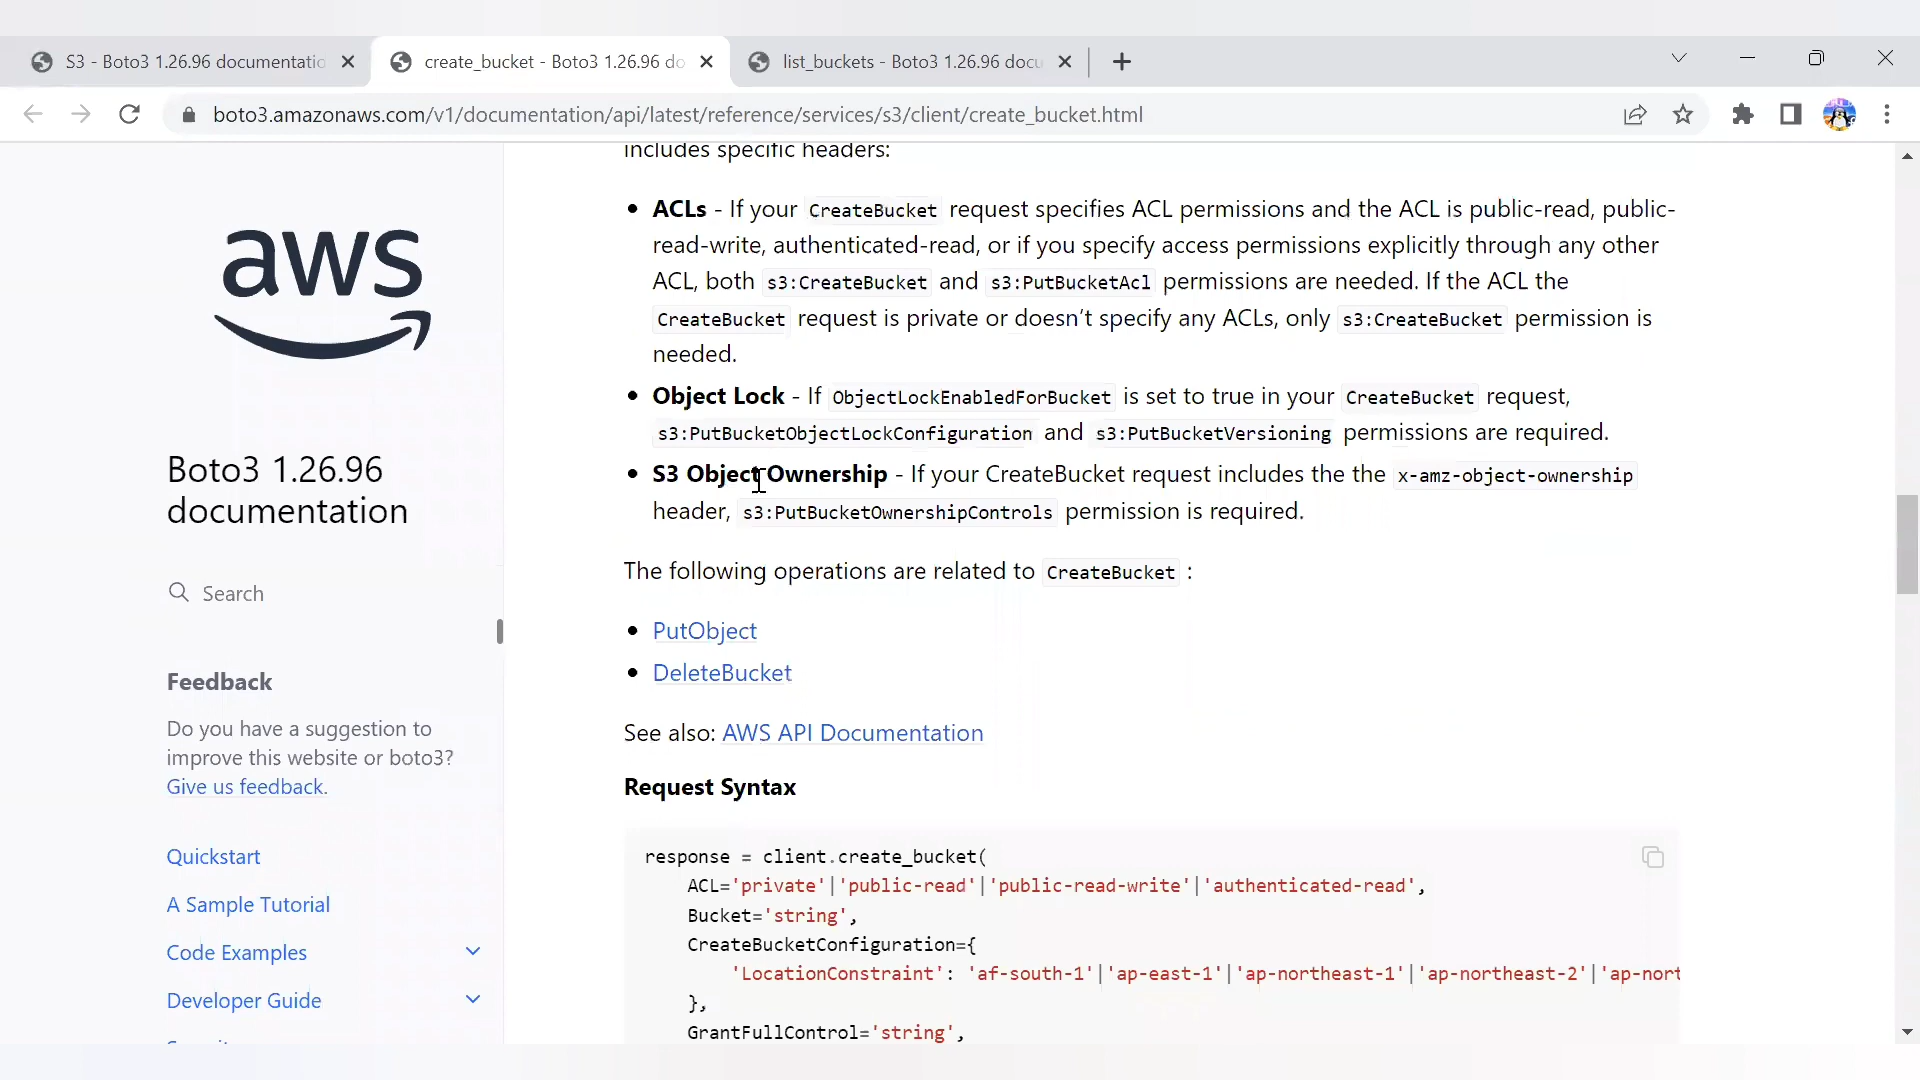 S3 - Boto3 1.26.96 documentatio
create_bucket - Boto3 1.26.96 do
list_buckets - Boto3 1.26.96 docu
boto3.amazonaws.com/v1/documentation/api/latest/reference/services/s3/client/create_bucket.html
aws
Boto3 1.26.96
documentation
Search
Feedback
Do you have a suggestion to
improve this website or boto3?
Give us feedback.
Quickstart
A Sample Tutorial
Code Examples
Developer Guide
includes specific headers:
ACLs - If your CreateBucket request specifies ACL permissions and the ACL is public-read, public-
read-write, authenticated-read, or if you specify access permissions explicitly through any other
ACL, both s3:CreateBucket and s3:PutBucketAcl permissions are needed. If the ACL the
CreateBucket request is private or doesn’t specify any ACLs, only s3:CreateBucket permission is
needed.
Object Lock - If ObjectLockEnabledForBucket is set to true in your CreateBucket request,
s3:PutBucketObjectLockConfiguration and s3:PutBucketVersioning permissions are required.
S3 Object Ownership - If your CreateBucket request includes the the x-amz-object-ownership
header, s3:PutBucketOwnershipControls permission is required.
The following operations are related to CreateBucket :
PutObject
DeleteBucket
See also: AWS API Documentation
Request Syntax
response = client.create_bucket(
ACL='private'|'public-read'|'public-read-write'|'authenticated-read',
Bucket='string',
CreateBucketConfiguration={
'LocationConstraint': 'af-south-1'|'ap-east-1'|'ap-northeast-1'|'ap-northeast-2'|'ap-nort
},
GrantFullControl='string',